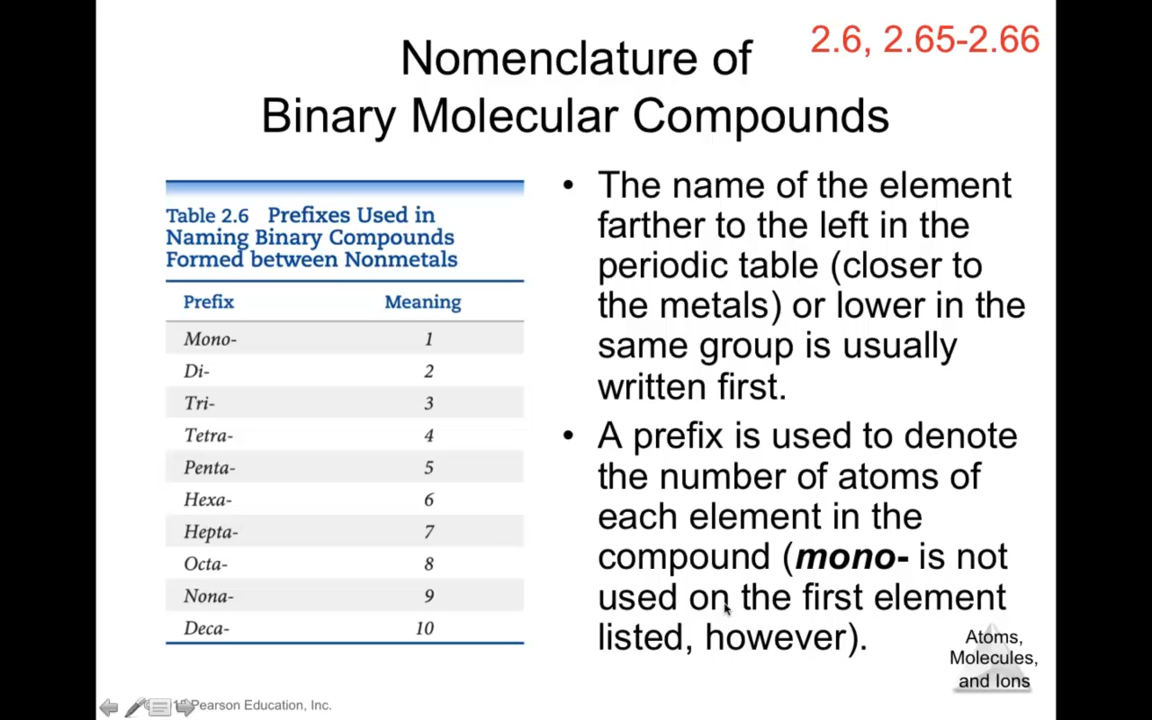 2.6, 2.65-2.66
Nomenclature of
Binary Molecular Compounds
Table 2.6 Prefixes Used in
Naming Binary Compounds
Formed between Nonmetals
Prefix Meaning
Mono- 1
Di- 2
Tri- 3
Tetra- 4
Penta- 5
Hexa- 6
Hepta- 7
Octa- 8
Nona- 9
Deca- 10
• The name of the element
farther to the left in the
periodic table (closer to
the metals) or lower in the
same group is usually
written first.
• A prefix is used to denote
the number of atoms of
each element in the
compound (mono- is not
used on the first element
listed, however).
Atoms,
Molecules,
and Ions
Pearson Education, Inc.